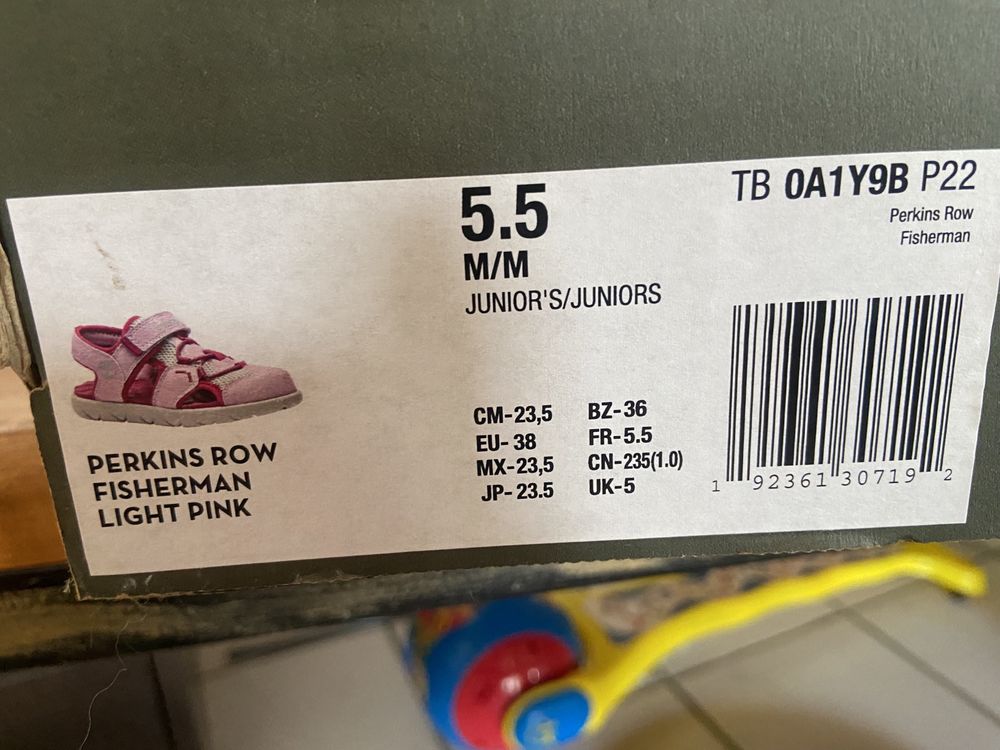 5.5
M/M
JUNIOR'S/JUNIORS
TB 0A1Y9B P22
Perkins Row
Fisherman
PERKINS ROW
FISHERMAN
LIGHT PINK
CM-23,5 BZ-36
EU- 38 FR-5.5
MX-23,5 CN-235(1.0)
JP- 23.5 UK-5
1 92361 30719 2